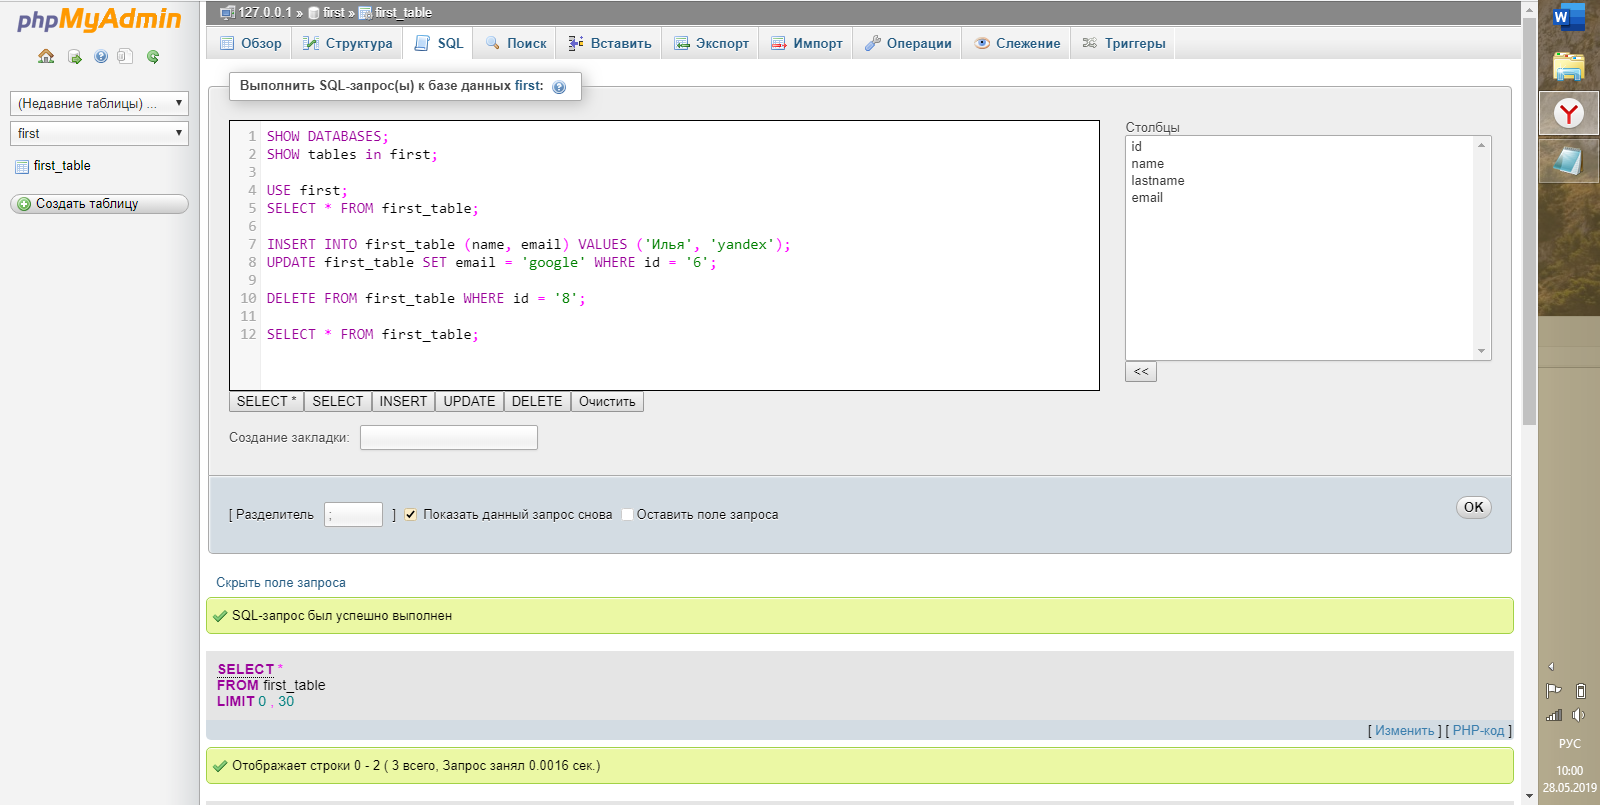 phpMyAdmin
(Недавние таблицы) ...
first
first_table
Создать таблицу
127.0.0.1 » first » first_table
Обзор Структура SQL Поиск Вставить Экспорт Импорт Операции Слежение Триггеры
Выполнить SQL-запрос(ы) к базе данных first:
1 SHOW DATABASES;
2 SHOW tables in first;
3
4 USE first;
5 SELECT * FROM first_table;
6
7 INSERT INTO first_table (name, email) VALUES ('Илья', 'yandex');
8 UPDATE first_table SET email = 'google' WHERE id = '6';
9
10 DELETE FROM first_table WHERE id = '8';
11
12 SELECT * FROM first_table;
Столбцы
id
name
lastname
email
<<
SELECT * SELECT INSERT UPDATE DELETE Очистить
Создание закладки:
[ Разделитель ; ] Показать данный запрос снова Оставить поле запроса
OK
Скрыть поле запроса
SQL-запрос был успешно выполнен
SELECT *
FROM first_table
LIMIT 0 , 30
[ Изменить ] [ PHP-код ]
Отображает строки 0 - 2 ( 3 всего, Запрос занял 0.0016 сек.)
W
Y
РУС
10:00
28.05.2019